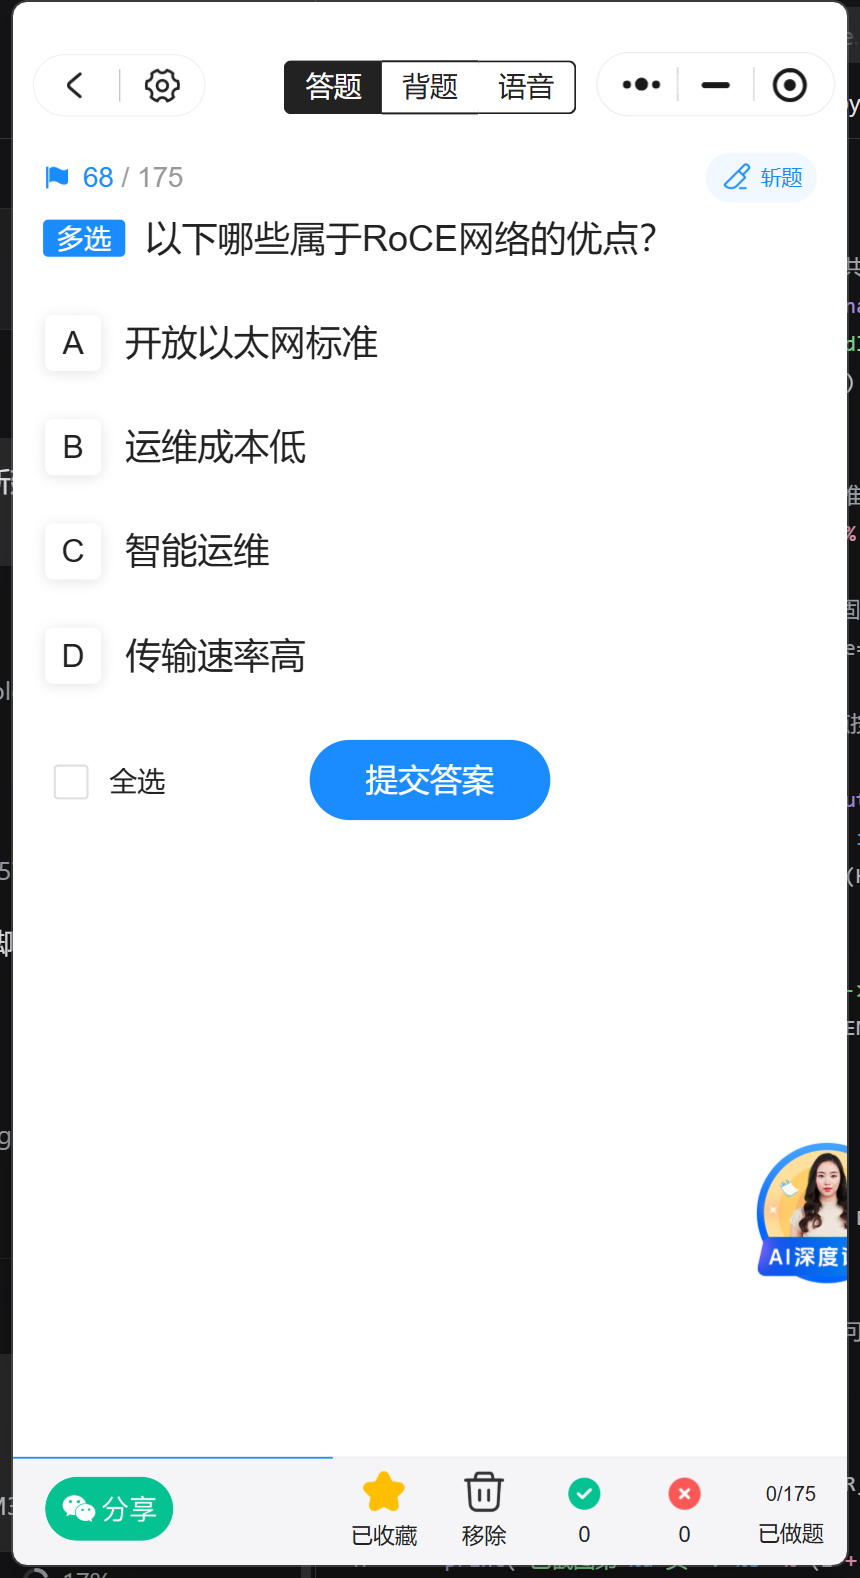 答题 背题 语音
68 / 175
斩题
多选 以下哪些属于RoCE网络的优点?
A 开放以太网标准
B 运维成本低
C 智能运维
D 传输速率高
全选
提交答案
AI深度
分享
已收藏
移除
0
0
0/175
已做题
17%